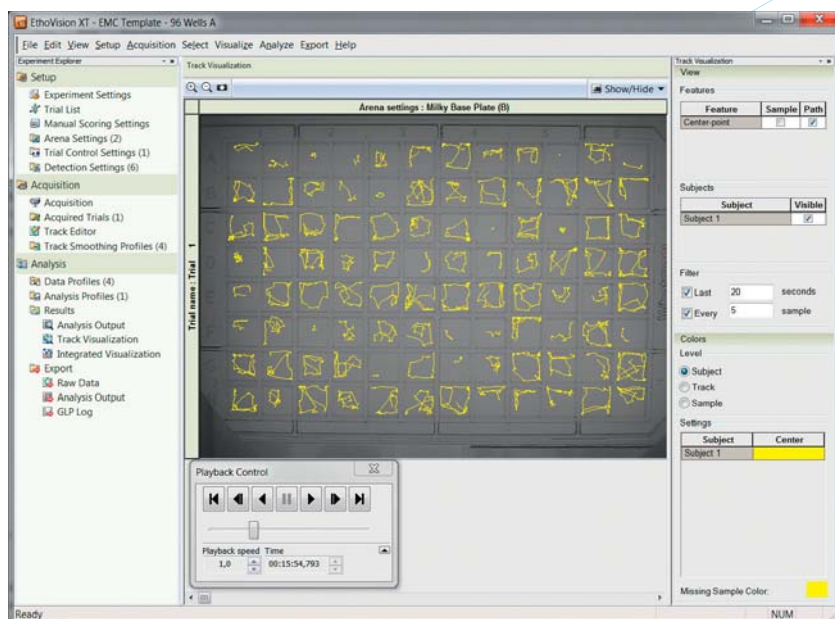 EthoVision XT - EMC Template - 96 Wells A
File Edit View Setup Acquisition Select Visualize Analyze Export Help
Experiment Explorer
Setup
Experiment Settings
Trial List
Manual Scoring Settings
Arena Settings (2)
Trial Control Settings (1)
Detection Settings (6)
Acquisition
Acquisition
Acquired Trials (1)
Track Editor
Track Smoothing Profiles (4)
Analysis
Data Profiles (4)
Analysis Profiles (1)
Results
Analysis Output
Track Visualization
Integrated Visualization
Export
Raw Data
Analysis Output
GLP Log
Track Visualization
Show/Hide
Arena settings : Milky Base Plate (B)
Trial name : Trial 1
Playback Control
Playback speed Time
1,0 00:15:54,793
Track Visualization
View
Features
Feature Sample Path
Center-point
Subjects
Subject Visible
Subject 1
Filter
Last 20 seconds
Every 5 sample
Colors
Level
Subject
Track
Sample
Settings
Subject Center
Subject 1
Missing Sample Color:
Ready NUM